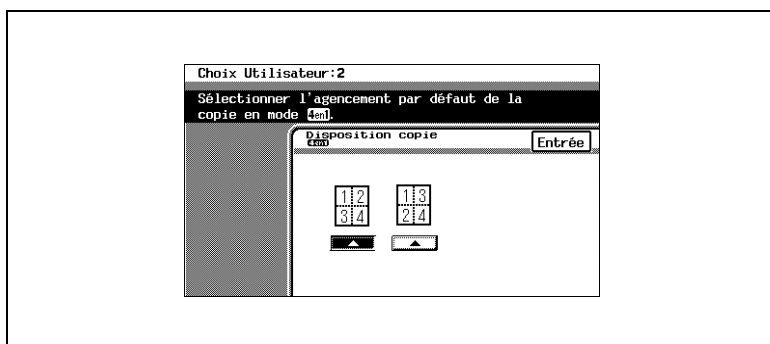 Choix Utilisateur:2
Sélectionner l'agencement par défaut de la
copie en mode 4en1.
Disposition copie
4en1
Entrée
1 2 1 3
3 4 2 4